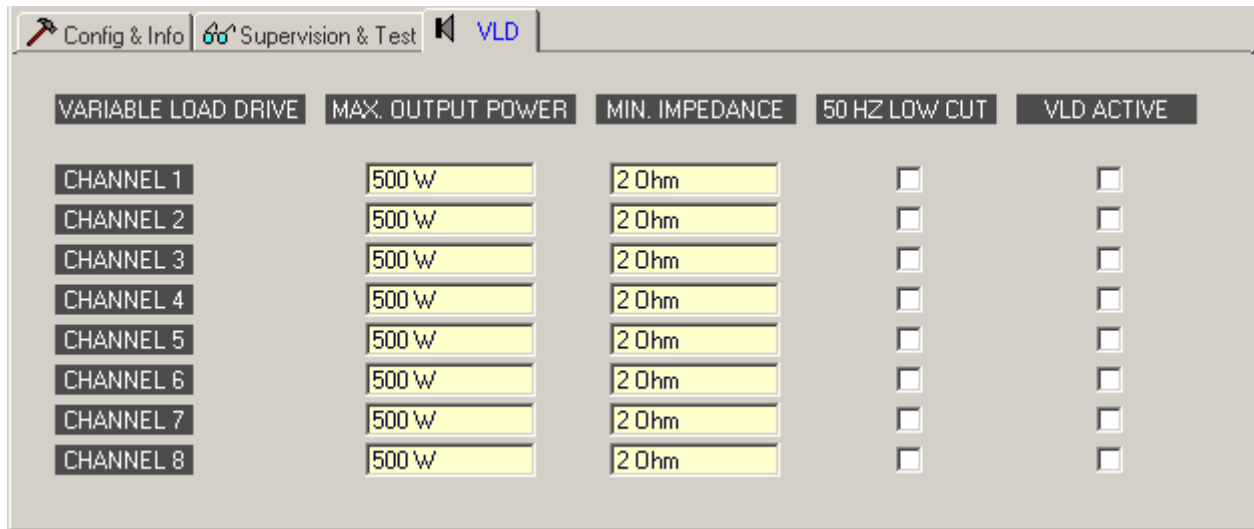 Config & Info Supervision & Test VLD
VARIABLE LOAD DRIVE MAX. OUTPUT POWER MIN. IMPEDANCE 50 HZ LOW CUT VLD ACTIVE
CHANNEL 1 500 W 2 Ohm
CHANNEL 2 500 W 2 Ohm
CHANNEL 3 500 W 2 Ohm
CHANNEL 4 500 W 2 Ohm
CHANNEL 5 500 W 2 Ohm
CHANNEL 6 500 W 2 Ohm
CHANNEL 7 500 W 2 Ohm
CHANNEL 8 500 W 2 Ohm